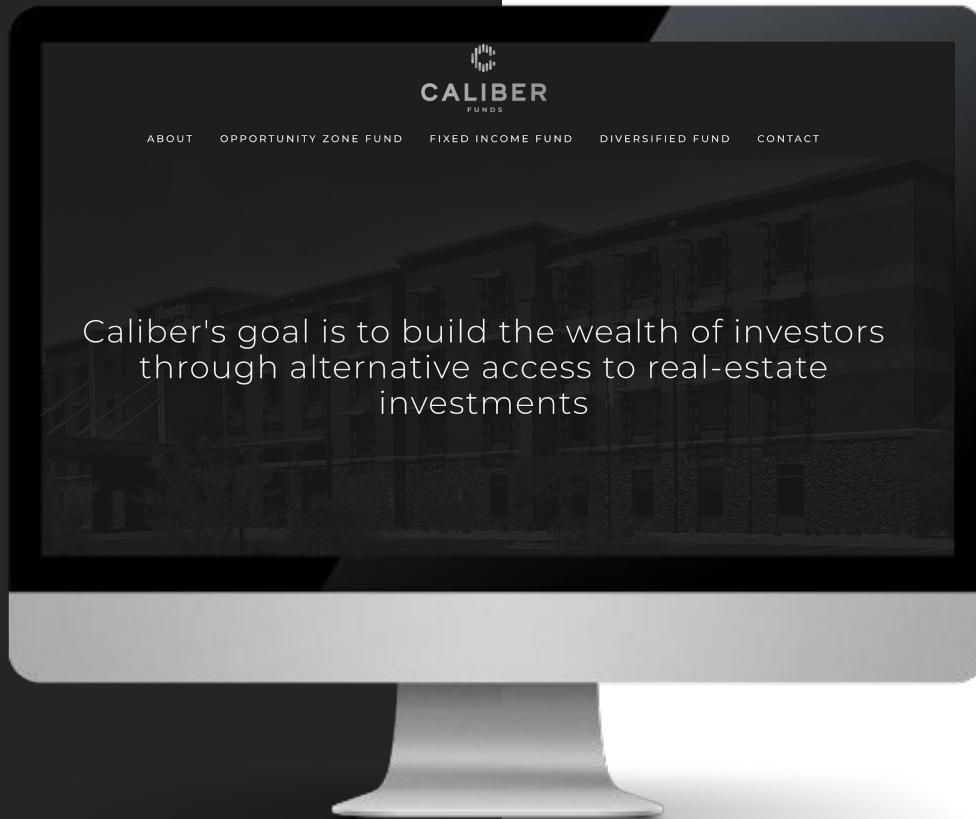 CALIBER
FUNDS
ABOUT OPPORTUNITY ZONE FUND FIXED INCOME FUND DIVERSIFIED FUND CONTACT
Caliber's goal is to build the wealth of investors
through alternative access to real-estate
investments